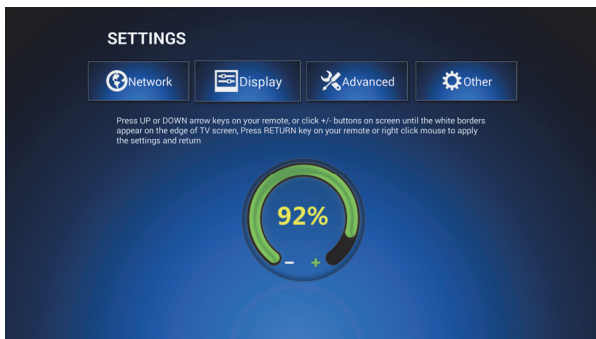 SETTINGS
Network Display Advanced Other
Press UP or DOWN arrow keys on your remote, or click +/- buttons on screen until the white borders
appear on the edge of TV screen, Press RETURN key on your remote or right click mouse to apply
the settings and return
92%
- +